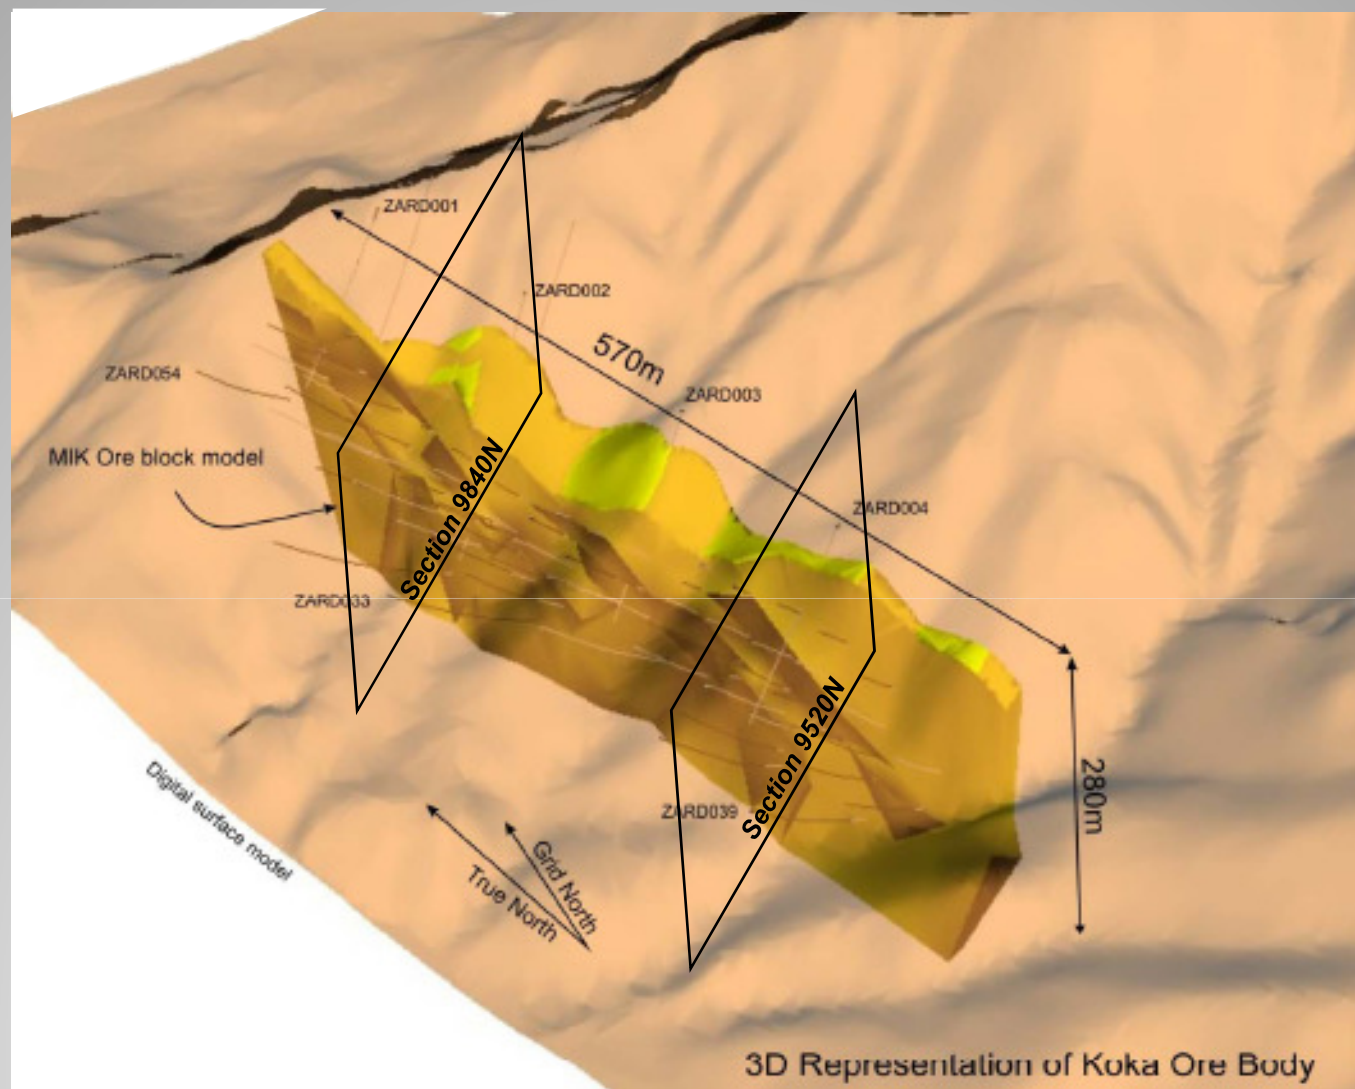 ZARD001
ZARD002
570m
ZARD054
ZARD003
MIK Ore block model
Section 9840N
ZARD004
ZARD033
Section 9520N
280m
Digital surface model
ZARD039
Grid North
True North
3D Representation of Koka Ore Body